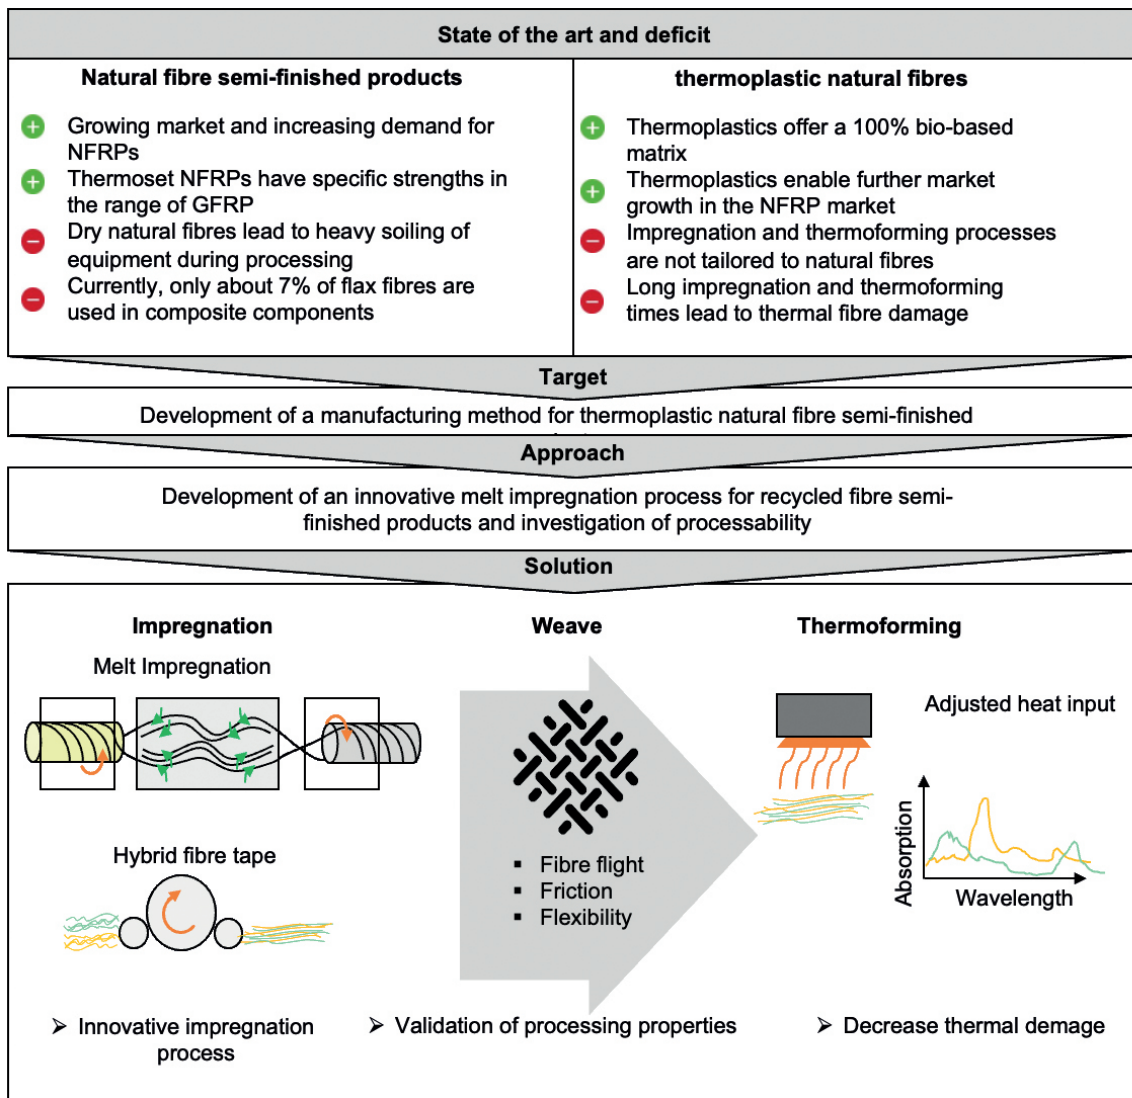 State of the art and deficit
Natural fibre semi-finished products
Growing market and increasing demand for
NFRPs
Thermoset NFRPs have specific strengths in
the range of GFRP
Dry natural fibres lead to heavy soiling of
equipment during processing
Currently, only about 7% of flax fibres are
used in composite components
thermoplastic natural fibres
Thermoplastics offer a 100% bio-based
matrix
Thermoplastics enable further market
growth in the NFRP market
Impregnation and thermoforming processes
are not tailored to natural fibres
Long impregnation and thermoforming
times lead to thermal fibre damage
Target
Development of a manufacturing method for thermoplastic natural fibre semi-finished
Approach
Development of an innovative melt impregnation process for recycled fibre semi-
finished products and investigation of processability
Solution
Impregnation
Melt Impregnation
Hybrid fibre tape
➢ Innovative impregnation
process
Weave
▪ Fibre flight
▪ Friction
▪ Flexibility
➢ Validation of processing properties
Thermoforming
Adjusted heat input
Absorption
Wavelength
➢ Decrease thermal demage